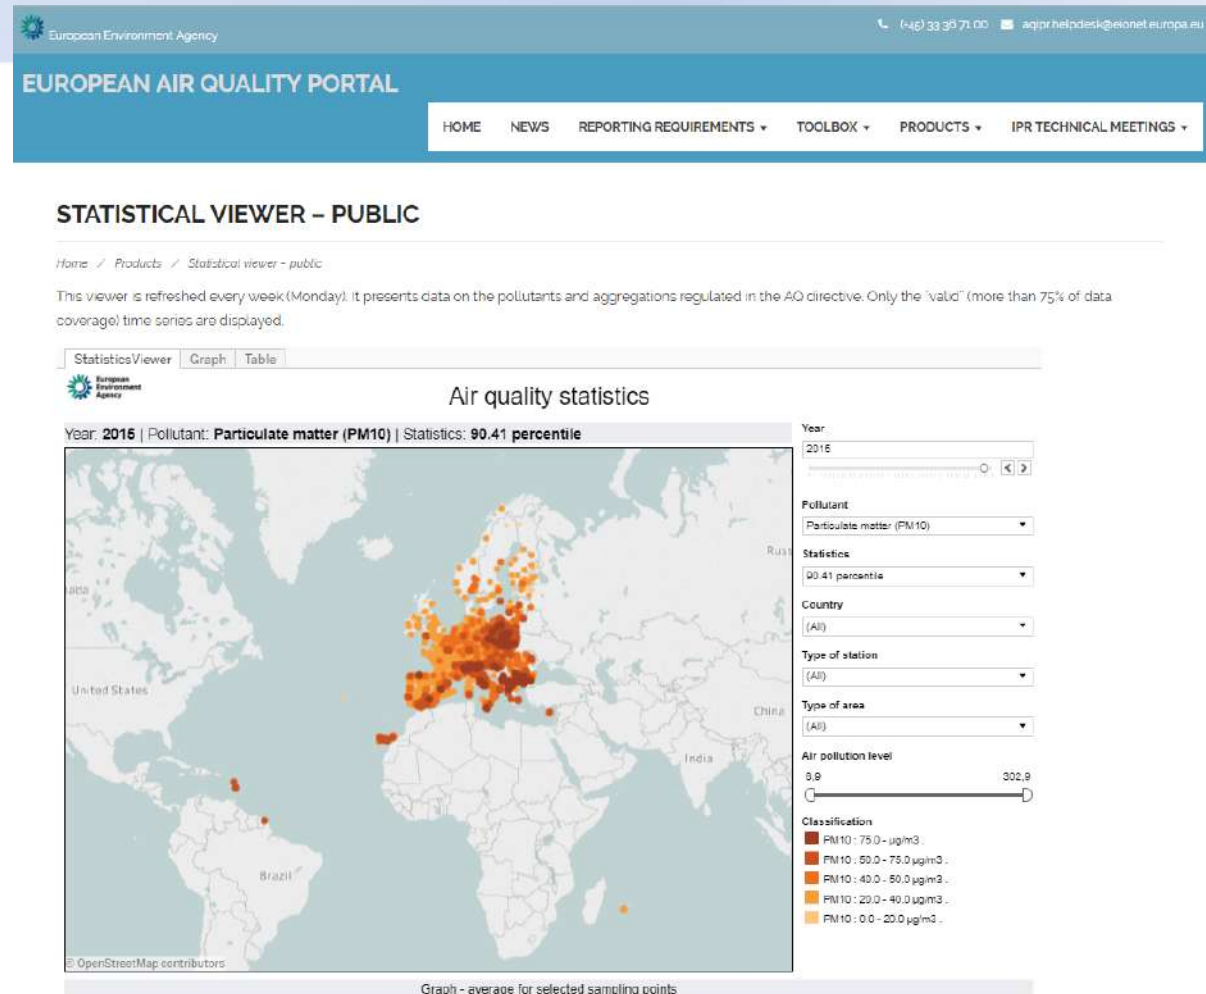 European Environment Agency
(+45) 33 36 71 00 aqipr.helpdesk@eionet.europa.eu
EUROPEAN AIR QUALITY PORTAL
HOME NEWS REPORTING REQUIREMENTS TOOLBOX PRODUCTS IPR TECHNICAL MEETINGS
STATISTICAL VIEWER – PUBLIC
Home / Products / Statistical viewer – public
This viewer is refreshed every week (Monday). It presents data on the pollutants and aggregations regulated in the AQ directive. Only the "valid" (more than 75% of data
coverage) time series are displayed.
StatisticsViewer Graph Table
European
Environment
Agency
Air quality statistics
Year: 2015 | Pollutant: Particulate matter (PM10) | Statistics: 90.41 percentile
Year
2015
Pollutant
Particulate matter (PM10)
Statistics
90.41 percentile
Country
(All)
Type of station
(All)
Type of area
(All)
Air pollution level
302,9
Classification
PM10 : 75.0 - µg/m3 .
PM10 : 50.0 - 75.0 µg/m3 .
PM10 : 40.0 - 50.0 µg/m3 .
PM10 : 20.0 - 40.0 µg/m3 .
PM10 : 0.0 - 20.0 µg/m3 .
Russ
nada
United States
China
India
Brazil
© OpenStreetMap contributors
Graph - average for selected sampling points